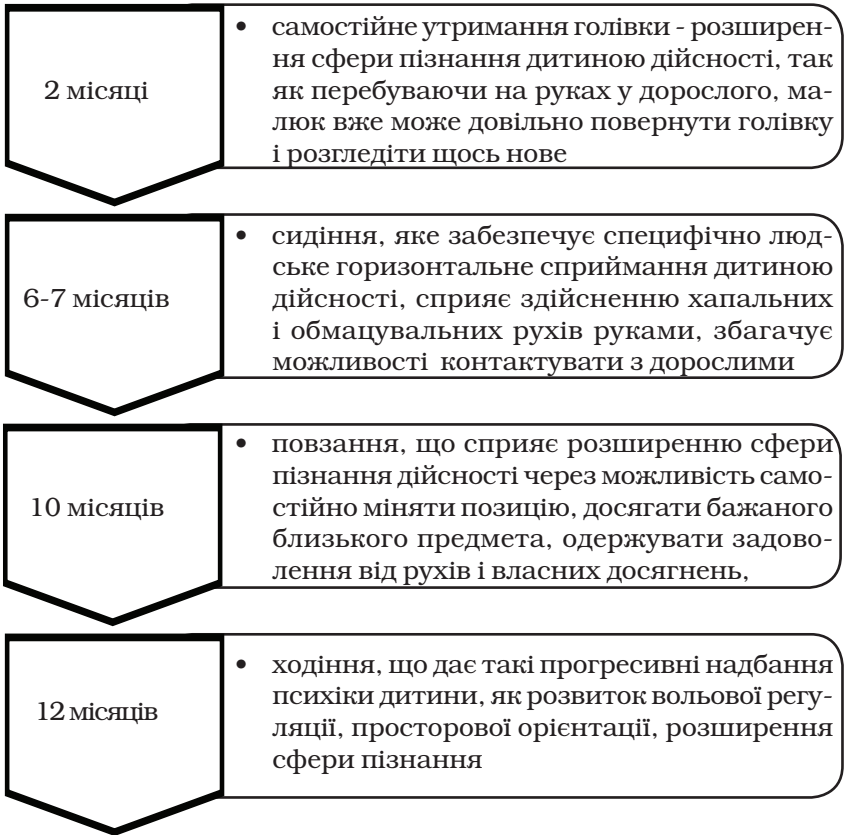 2 місяці
• самостійне утримання голівки - розширен-
ня сфери пізнання дитиною дійсності, так
як перебуваючи на руках у дорослого, ма-
люк вже може довільно повернути голівку
і розгледіти щось нове
6-7 місяців
• сидіння, яке забезпечує специфічно люд-
ське горизонтальне сприймання дитиною
дійсності, сприяє здійсненню хапальних
і обмацувальних рухів руками, збагачує
можливості контактувати з дорослими
10 місяців
• повзання, що сприяє розширенню сфери
пізнання дійсності через можливість само-
стійно міняти позицію, досягати бажаного
близького предмета, одержувати задово-
лення від рухів і власних досягнень,
12 місяців
• ходіння, що дає такі прогресивні надбання
психіки дитини, як розвиток вольової регу-
ляції, просторової орієнтації, розширення
сфери пізнання